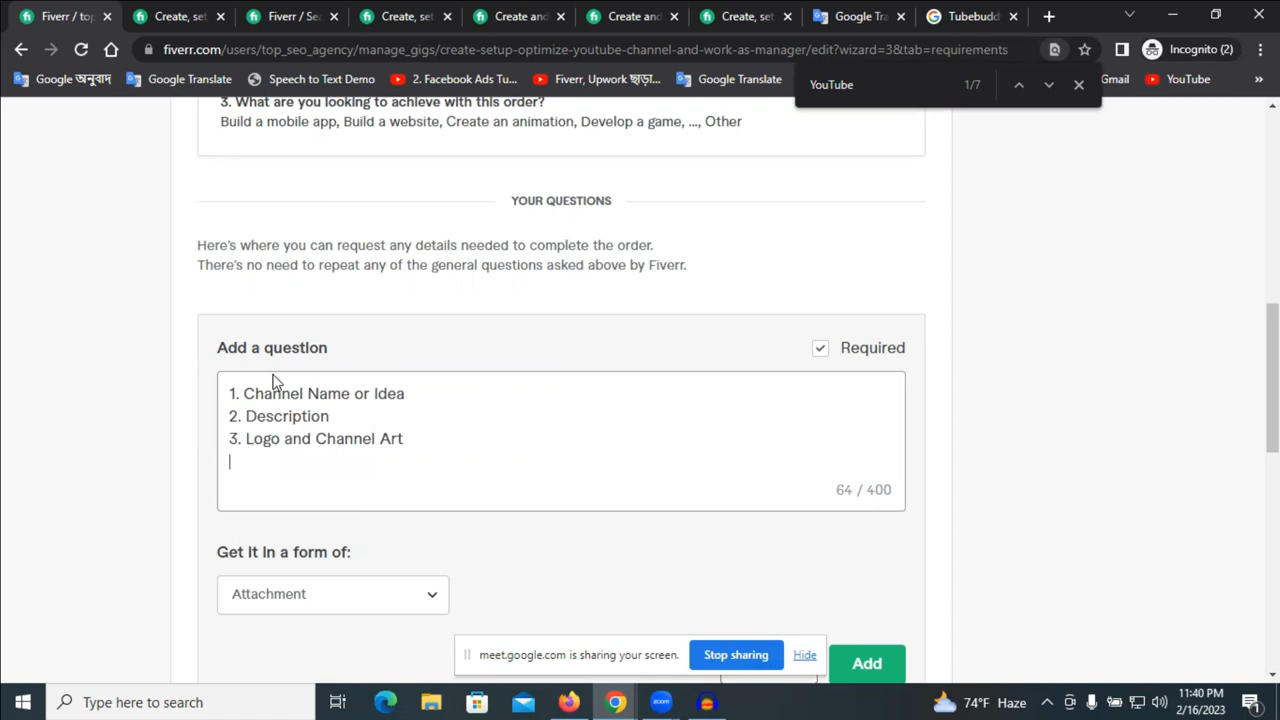 Fiverr / top
Create, set
Fiverr / Sea
Create, set
Create and
Create and
Create, set
Google Tra
Tubebudd
fiverr.com/users/top_seo_agency/manage_gigs/create-setup-optimize-youtube-channel-and-work-as-manager/edit?wizard=3&tab=requirements
Incognito (2)
Google অনুবাদ
Google Translate
Speech to Text Demo
2. Facebook Ads Tu...
Fiverr, Upwork ছাড়া...
Google Translate
Gmail
YouTube
»
YouTube
1/7
3. What are you looking to achieve with this order?
Build a mobile app, Build a website, Create an animation, Develop a game, ..., Other
YOUR QUESTIONS
Here's where you can request any details needed to complete the order.
There's no need to repeat any of the general questions asked above by Fiverr.
Add a question
Required
1. Channel Name or Idea
2. Description
3. Logo and Channel Art
64 / 400
Get it in a form of:
Attachment
meet.google.com is sharing your screen.
Stop sharing
Hide
Add
Type here to search
zoom
74°F Haze
11:40 PM
2/16/2023
1